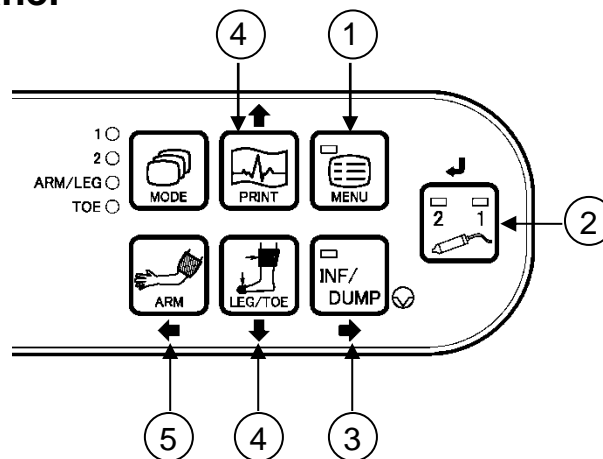 4
1
1
2
ARM/LEG
TOE
MODE
PRINT
MENU
2 1
2
ARM
LEG/TOE
INF/
DUMP
5
4
3